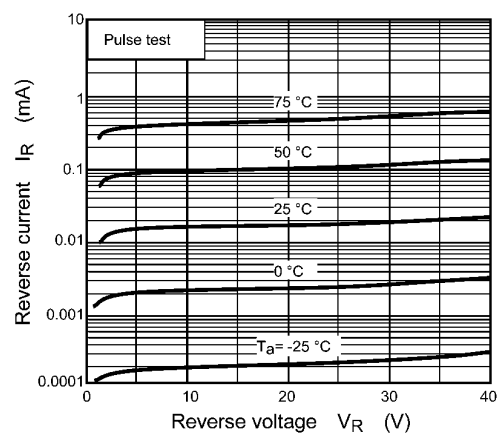 10
Pulse test
1
75 °C
0.1
50 °C
25 °C
0.01
0 °C
0.001
Ta= -25 °C
0.0001
0 10 20 30 40
Reverse voltage VR (V)
Reverse current IR (mA)